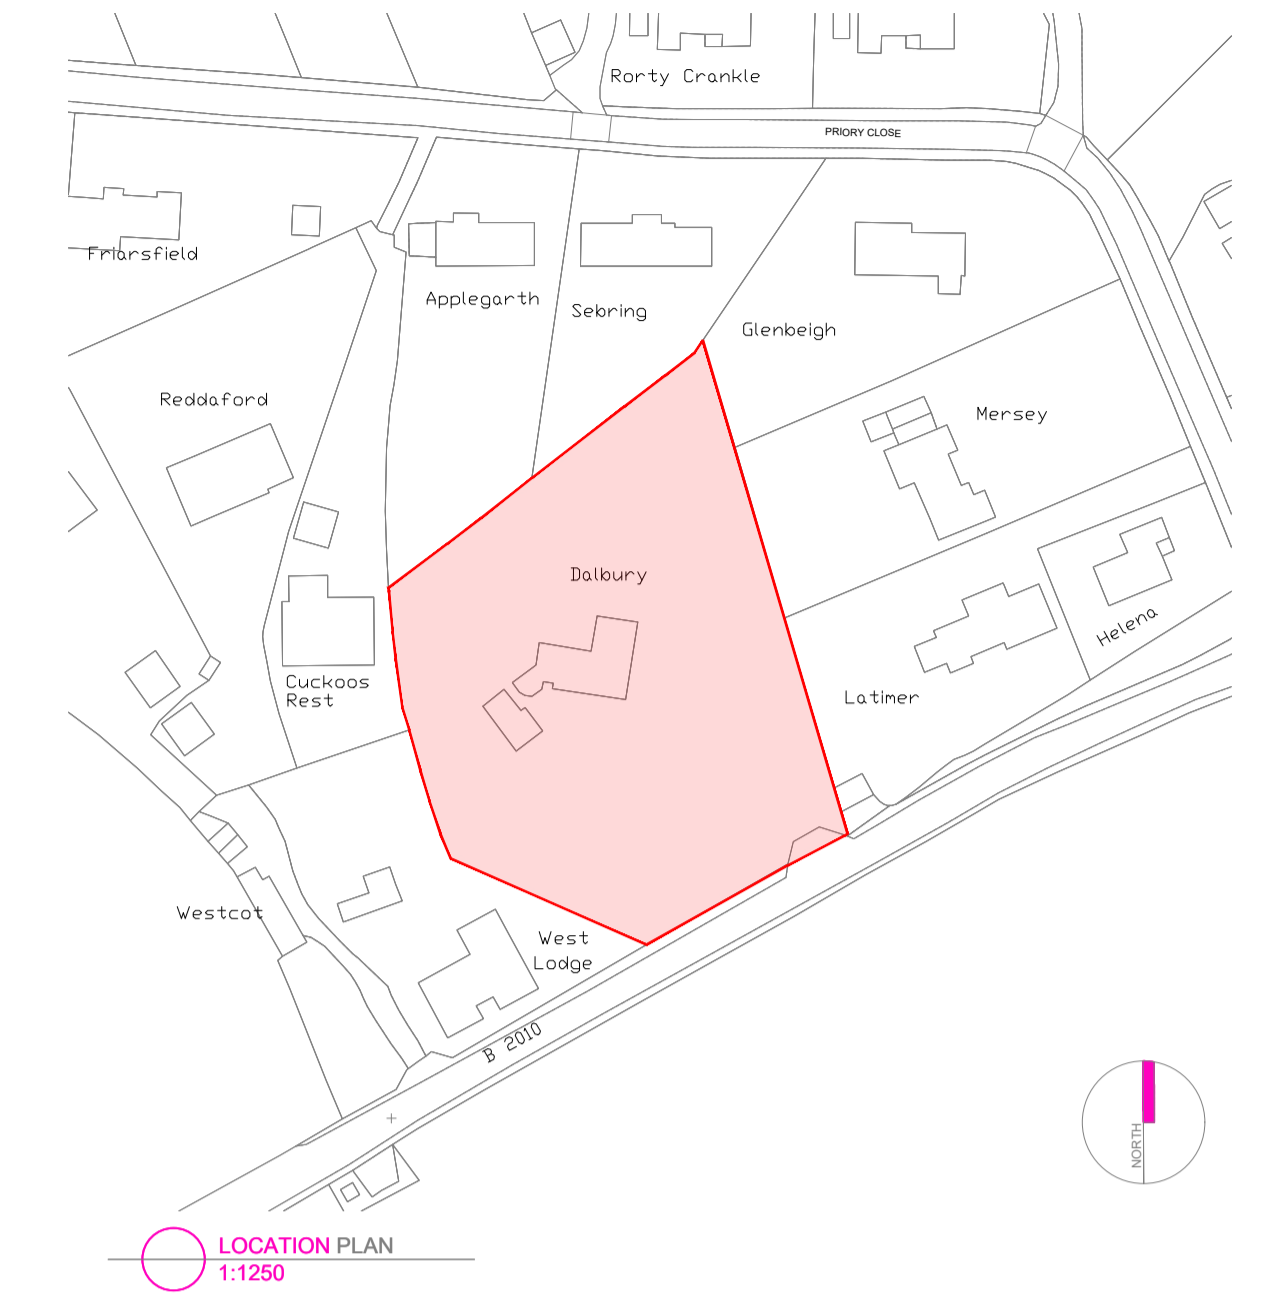 Rorty Crankle
PRIORY CLOSE
Friarsfield
Applegarth
Sebring
Glenbeigh
Reddaford
Mersey
Dalbury
Helena
Cuckoos
Rest
Latimer
Westcot
West
Lodge
B 2010
NORTH
LOCATION PLAN
1:1250